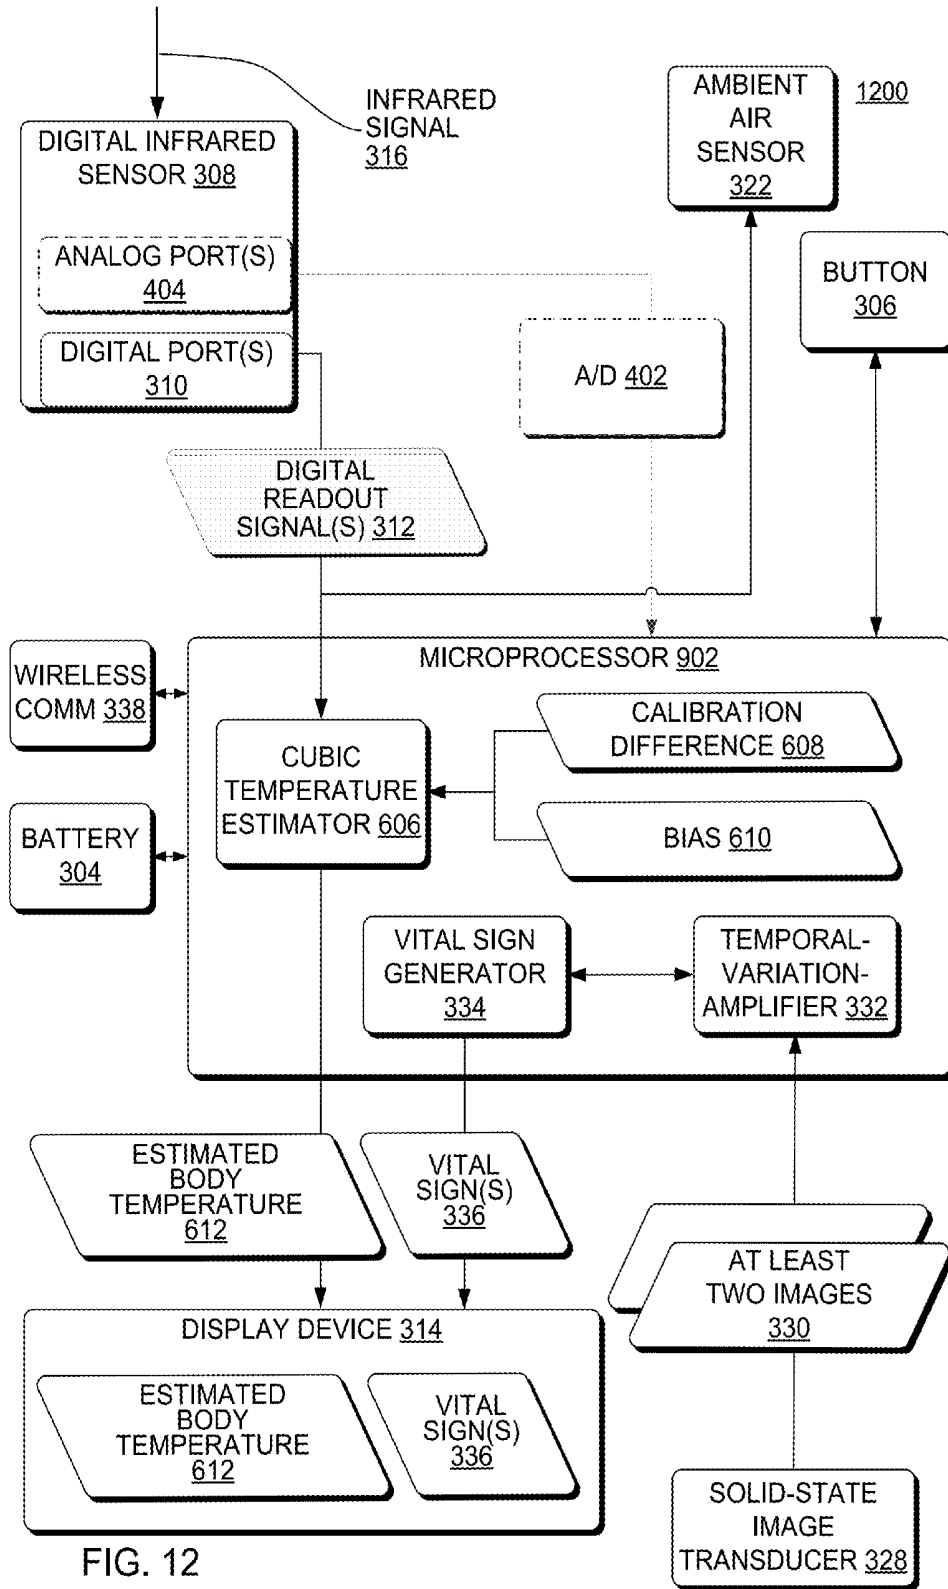 INFRARED
SIGNAL
316
AMBIENT
AIR
SENSOR
322
1200
DIGITAL INFRARED
SENSOR 308
ANALOG PORT(S)
404
DIGITAL PORT(S)
310
BUTTON
306
A/D 402
DIGITAL
READOUT
SIGNAL(S) 312
MICROPROCESSOR 902
WIRELESS
COMM 338
CALIBRATION
DIFFERENCE 608
CUBIC
TEMPERATURE
ESTIMATOR 606
BATTERY
304
BIAS 610
VITAL SIGN
GENERATOR
334
TEMPORAL-
VARIATION-
AMPLIFIER 332
ESTIMATED
BODY
TEMPERATURE
612
VITAL
SIGN(S)
336
AT LEAST
TWO IMAGES
330
DISPLAY DEVICE 314
ESTIMATED
BODY
TEMPERATURE
612
VITAL
SIGN(S)
336
SOLID-STATE
IMAGE
TRANSDUCER 328
FIG. 12